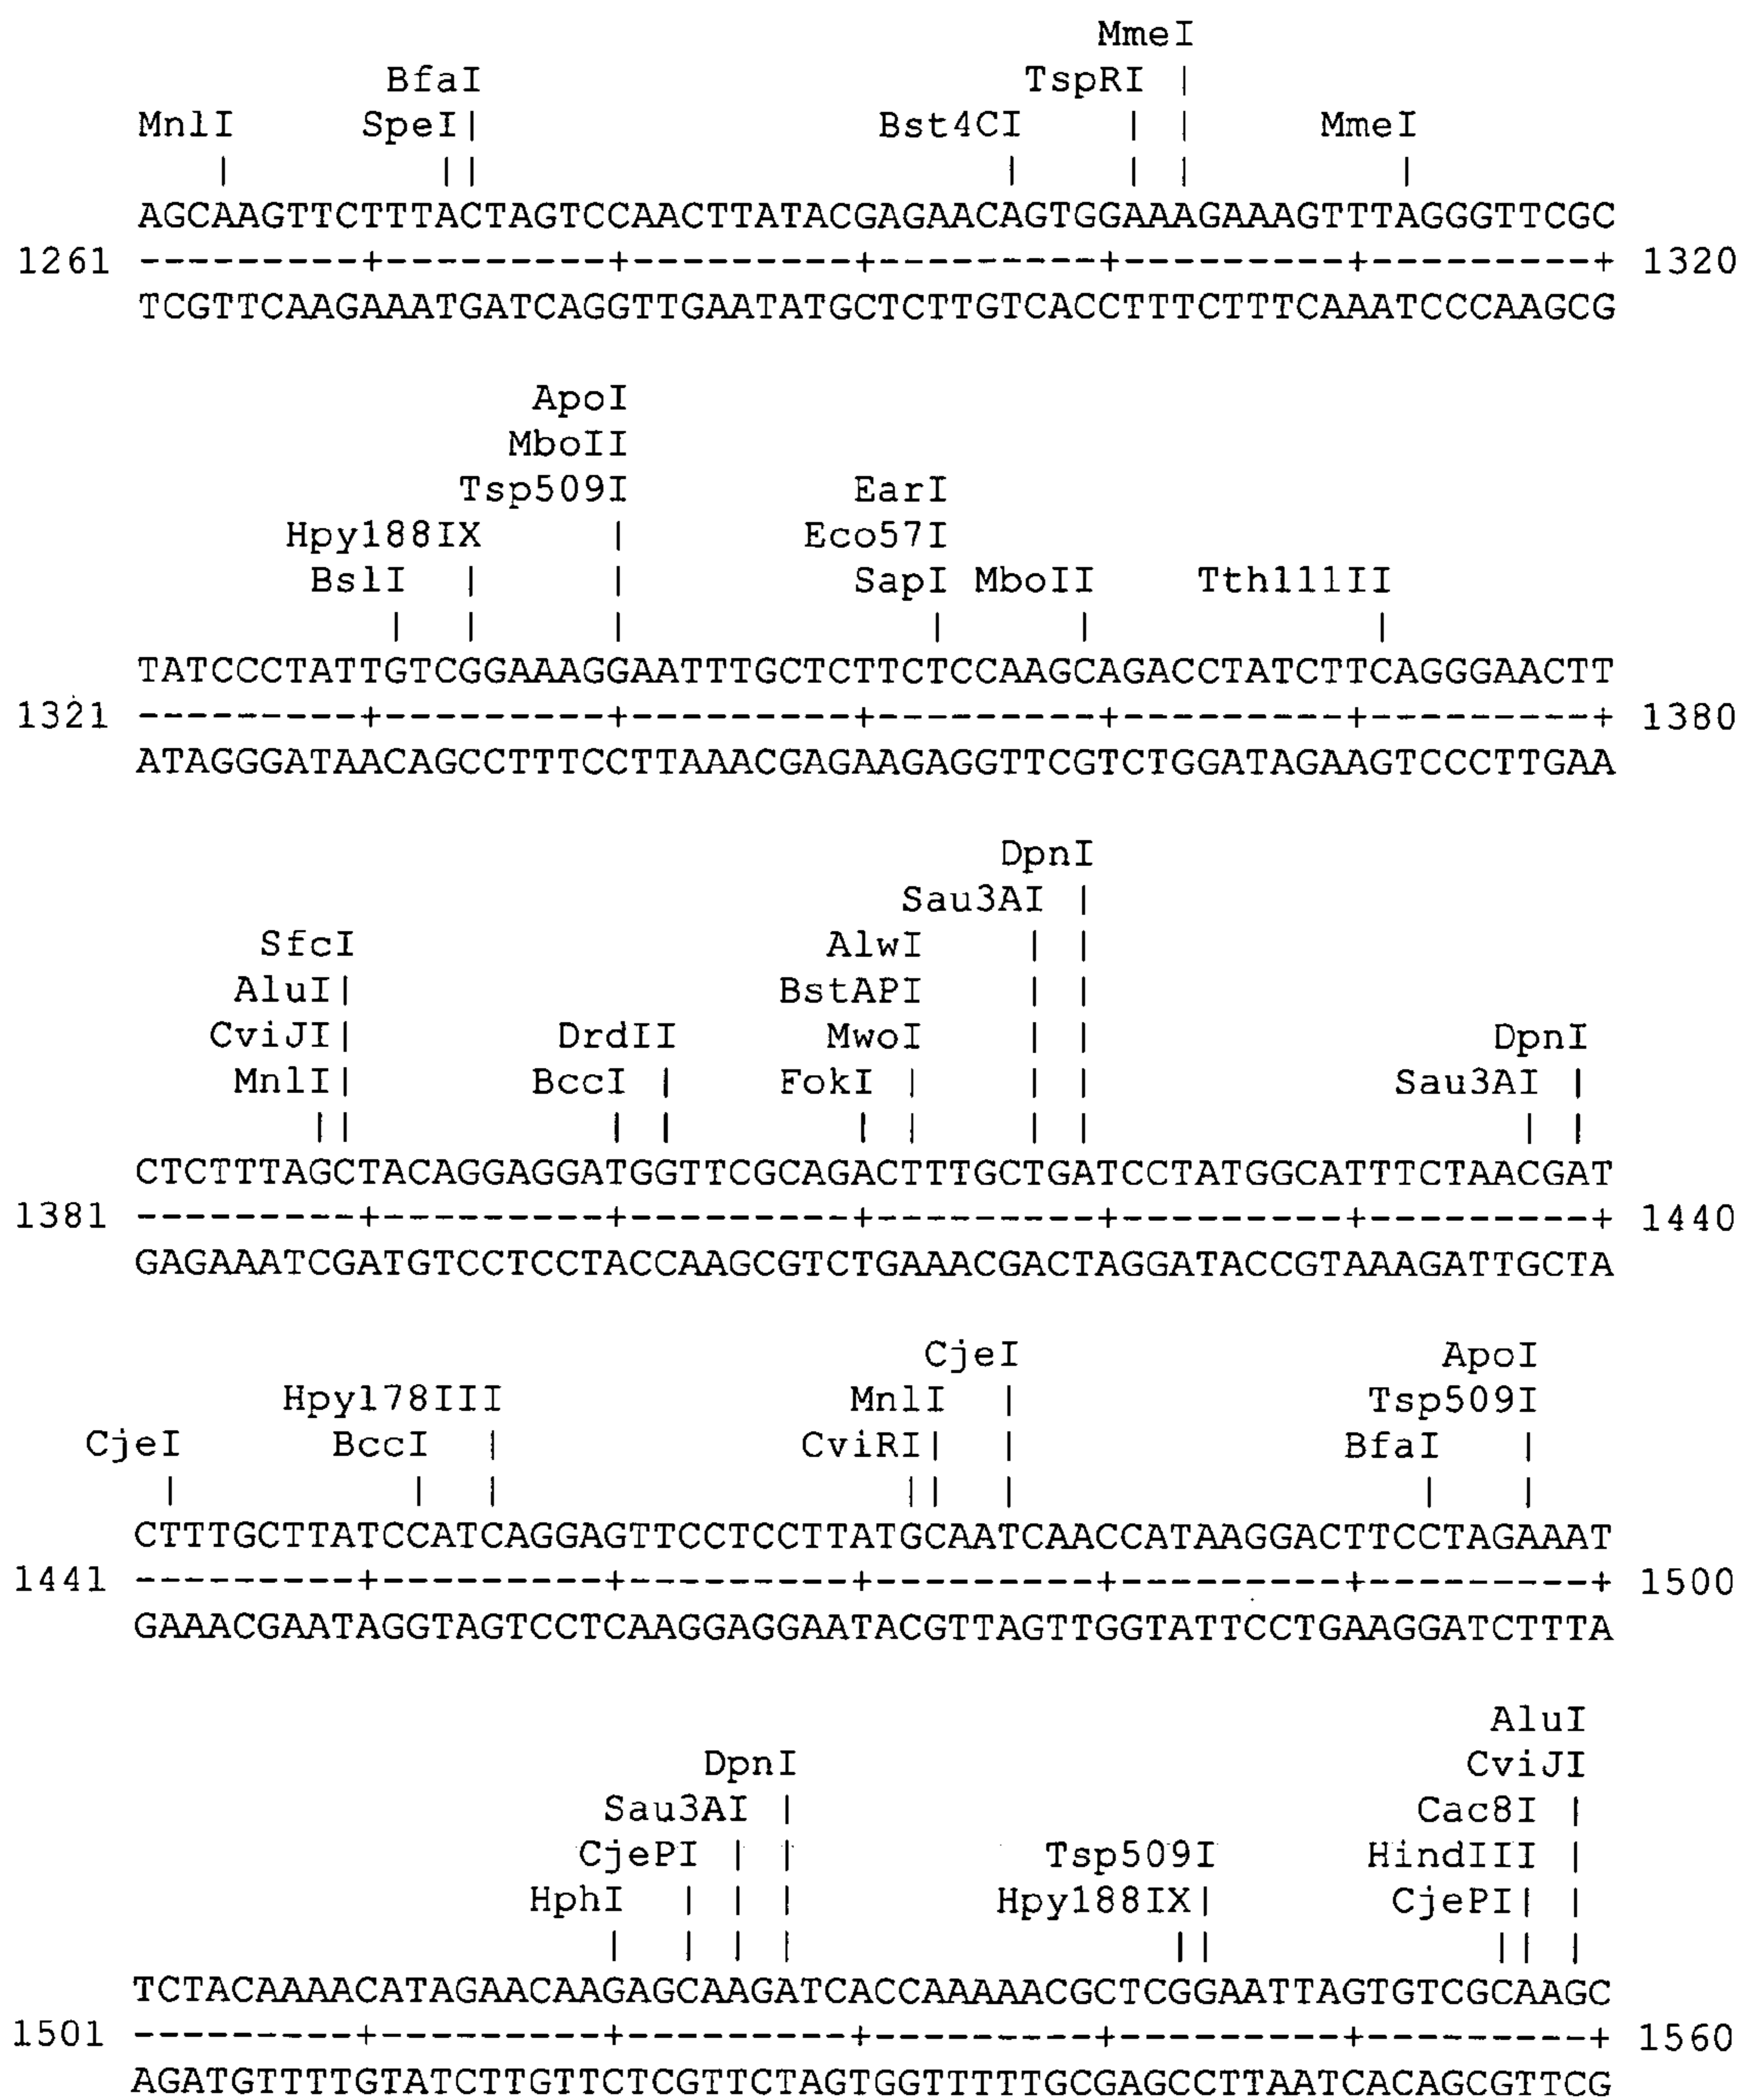 MmeI
BfaI TspRI |
MnlI SpeI| Bst4CI | | MmeI
| || | | | |
AGCAAGTTCTTTACTAGTCCAACTTATACGAGAACAGTGGAAAGAAAGTTTAGGGTTCGC
1261 ---------+---------+---------+---------+---------+---------+ 1320
TCGTTCAAGAAATGATCAGGTTGAATATGCTCTTGTCACCTTTCTTTCAAATCCCAAGCG
ApoI
MboII
Tsp509I EarI
Hpy188IX | Eco57I
BslI | | SapI MboII Tth111II
| | | | | |
TATCCCTATTGTCGGAAAGGAATTTGCTCTTCTCCAAGCAGACCTATCTTCAGGGAACTT
1321 ---------+---------+---------+---------+---------+---------+ 1380
ATAGGGATAACAGCCTTTCCTTAAACGAGAAGAGGTTCGTCTGGATAGAAGTCCCTTGAA
DpnI
Sau3AI |
SfcI AlwI | |
AluI| BstAPI | |
CviJI| DrdII MwoI | | DpnI
MnlI| BccI | FokI | | | Sau3AI |
|| | | | | | | | |
CTCTTTAGCTACAGGAGGATGGTTCGCAGACTTTGCTGATCCTATGGCATTTCTAACGAT
1381 ---------+---------+---------+---------+---------+---------+ 1440
GAGAAATCGATGTCCTCCTACCAAGCGTCTGAAACGACTAGGATACCGTAAAGATTGCTA
CjeI ApoI
Hpy178III MnlI | Tsp509I
CjeI BccI | CviRI| | BfaI |
| | | || | | |
CTTTGCTTATCCATCAGGAGTTCCTCCTTATGCAATCAACCATAAGGACTTCCTAGAAAT
1441 ---------+---------+---------+---------+---------+---------+ 1500
GAAACGAATAGGTAGTCCTCAAGGAGGAATACGTTAGTTGGTATTCCTGAAGGATCTTTA
AluI
DpnI CviJI
Sau3AI | Cac8I |
CjePI | | Tsp509I HindIII |
HphI | | | Hpy188IX| CjePI| |
| | | | || || |
TCTACAAAACATAGAACAAGAGCAAGATCACCAAAAACGCTCGGAATTAGTGTCGCAAGC
1501 ---------+---------+---------+---------+---------+---------+ 1560
AGATGTTTTGTATCTTGTTCTCGTTCTAGTGGTTTTTGCGAGCCTTAATCACAGCGTTCG